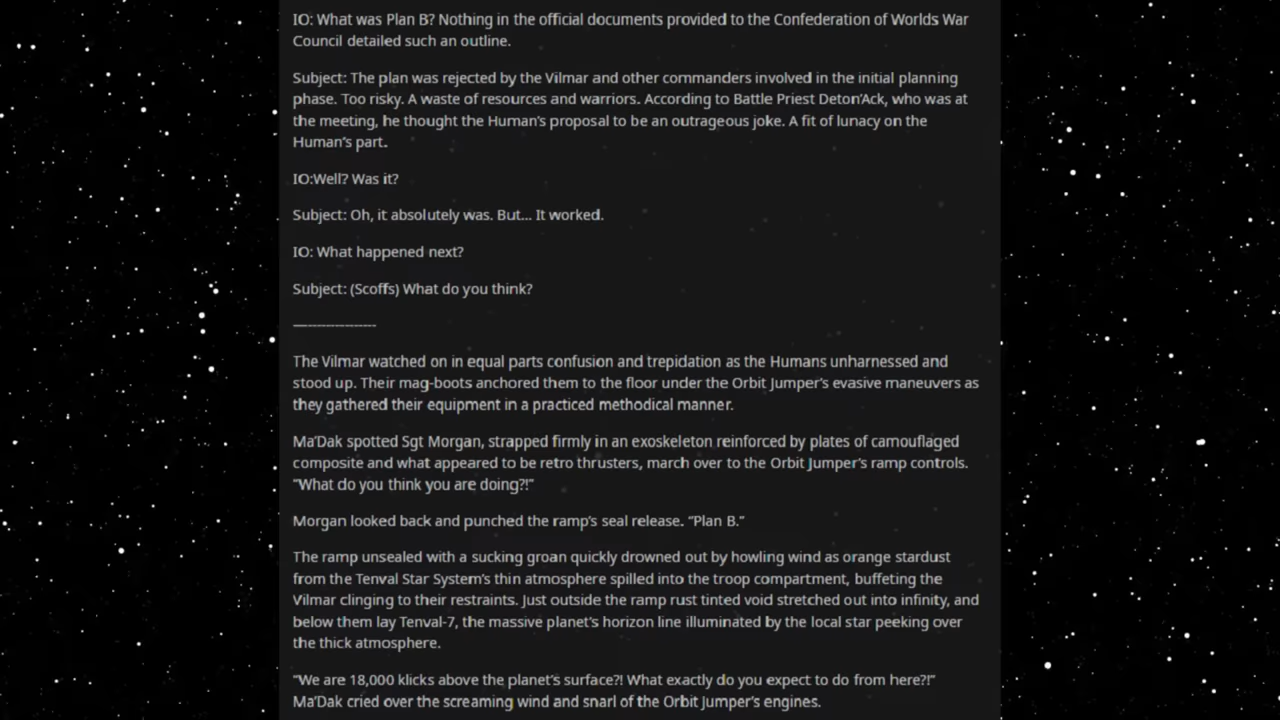 IO: What was Plan B? Nothing in the official documents provided to the Confederation of Worlds War
Council detailed such an outline.
Subject: The plan was rejected by the Vilmar and other commanders involved in the initial planning
phase. Too risky. A waste of resources and warriors. According to Battle Priest Deton’Ack, who was at
the meeting, he thought the Human’s proposal to be an outrageous joke. A fit of lunacy on the
Human’s part.
IO:Well? Was it?
Subject: Oh, it absolutely was. But... It worked.
IO: What happened next?
Subject: (Scoffs) What do you think?
—---------------
The Vilmar watched on in equal parts confusion and trepidation as the Humans unharnessed and
stood up. Their mag-boots anchored them to the floor under the Orbit Jumper’s evasive maneuvers as
they gathered their equipment in a practiced methodical manner.
Ma’Dak spotted Sgt Morgan, strapped firmly in an exoskeleton reinforced by plates of camouflaged
composite and what appeared to be retro thrusters, march over to the Orbit Jumper’s ramp controls.
“What do you think you are doing?!”
Morgan looked back and punched the ramp’s seal release. “Plan B.”
The ramp unsealed with a sucking groan quickly drowned out by howling wind as orange stardust
from the Tenval Star System’s thin atmosphere spilled into the troop compartment, buffeting the
Vilmar clinging to their restraints. Just outside the ramp rust tinted void stretched out into infinity, and
below them lay Tenval-7, the massive planet’s horizon line illuminated by the local star peeking over
the thick atmosphere.
“We are 18,000 klicks above the planet’s surface?! What exactly do you expect to do from here?!”
Ma’Dak cried over the screaming wind and snarl of the Orbit Jumper’s engines.